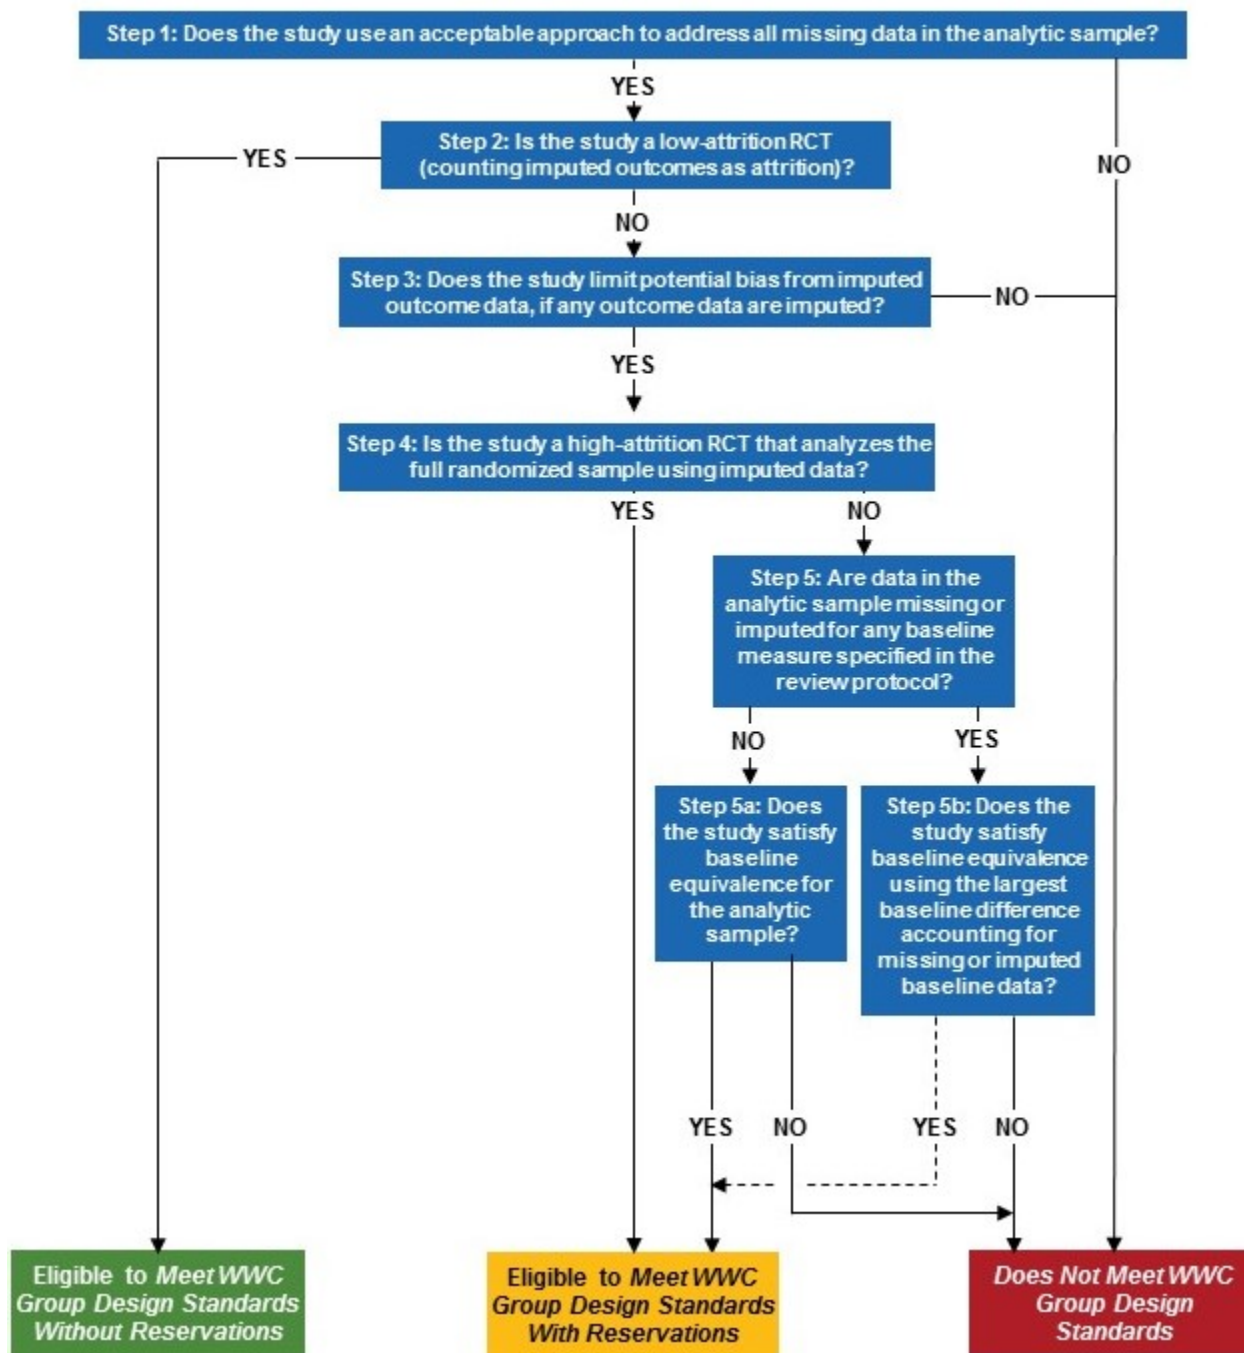 Step 1: Does the study use an acceptable approach to address all missing data in the analytic sample?
YES
Step 2: Is the study a low-attrition RCT
(counting imputed outcomes as attrition)?
YES
NO
NO
Step 3: Does the study limit potential bias from imputed
outcome data, if any outcome data are imputed?
NO
YES
Step 4: Is the study a high-attrition RCT that analyzes the
full randomized sample using imputed data?
YES
NO
Step 5: Are data in the
analytic sample missing or
imputed for any baseline
measure specified in the
review protocol?
NO
YES
Step 5a: Does
the study satisfy
baseline
equivalence for
the analytic
sample?
Step 5b: Does the
study satisfy
baseline equivalence
using the largest
baseline difference
accounting for
missing or imputed
baseline data?
YES
NO
YES
NO
Eligible to Meet WWC
Group Design Standards
Without Reservations
Eligible to Meet WWC
Group Design Standards
With Reservations
Does Not Meet WWC
Group Design
Standards